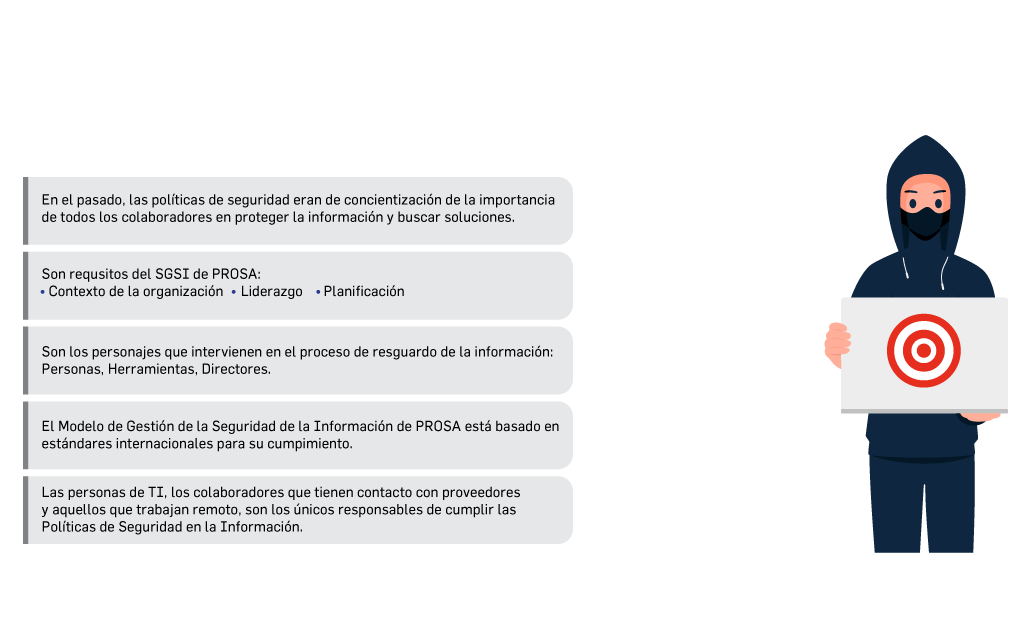 En el pasado, las políticas de seguridad eran de concientización de la importancia
de todos los colaboradores en proteger la información y buscar soluciones.
Son requsitos del SGSI de PROSA:
• Contexto de la organización • Liderazgo • Planificación
Son los personajes que intervienen en el proceso de resguardo de la información:
Personas, Herramientas, Directores.
El Modelo de Gestión de la Seguridad de la Información de PROSA está basado en
estándares internacionales para su cumpimiento.
Las personas de TI, los colaboradores que tienen contacto con proveedores
y aquellos que trabajan remoto, son los únicos responsables de cumplir las
Políticas de Seguridad en la Información.